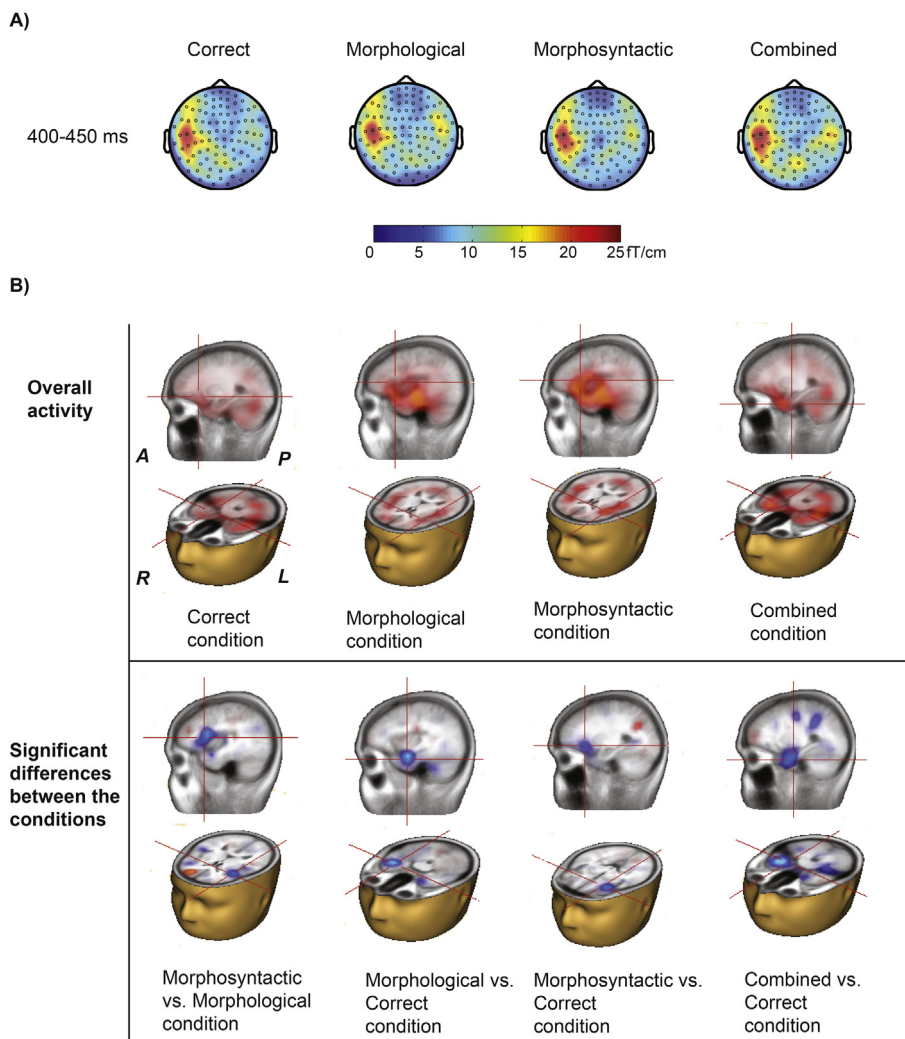 A)
Correct Morphological Morphosyntactic Combined
400-450 ms
0 5 10 15 20 25 fT/cm
B)
Overall
activity
A P
R L
Correct
condition
Morphological
condition
Morphosyntactic
condition
Combined
condition
Significant
differences
between the
conditions
Morphosyntactic
vs. Morphological
condition
Morphological vs.
Correct
condition
Morphosyntactic vs.
Correct
condition
Combined vs.
Correct
condition